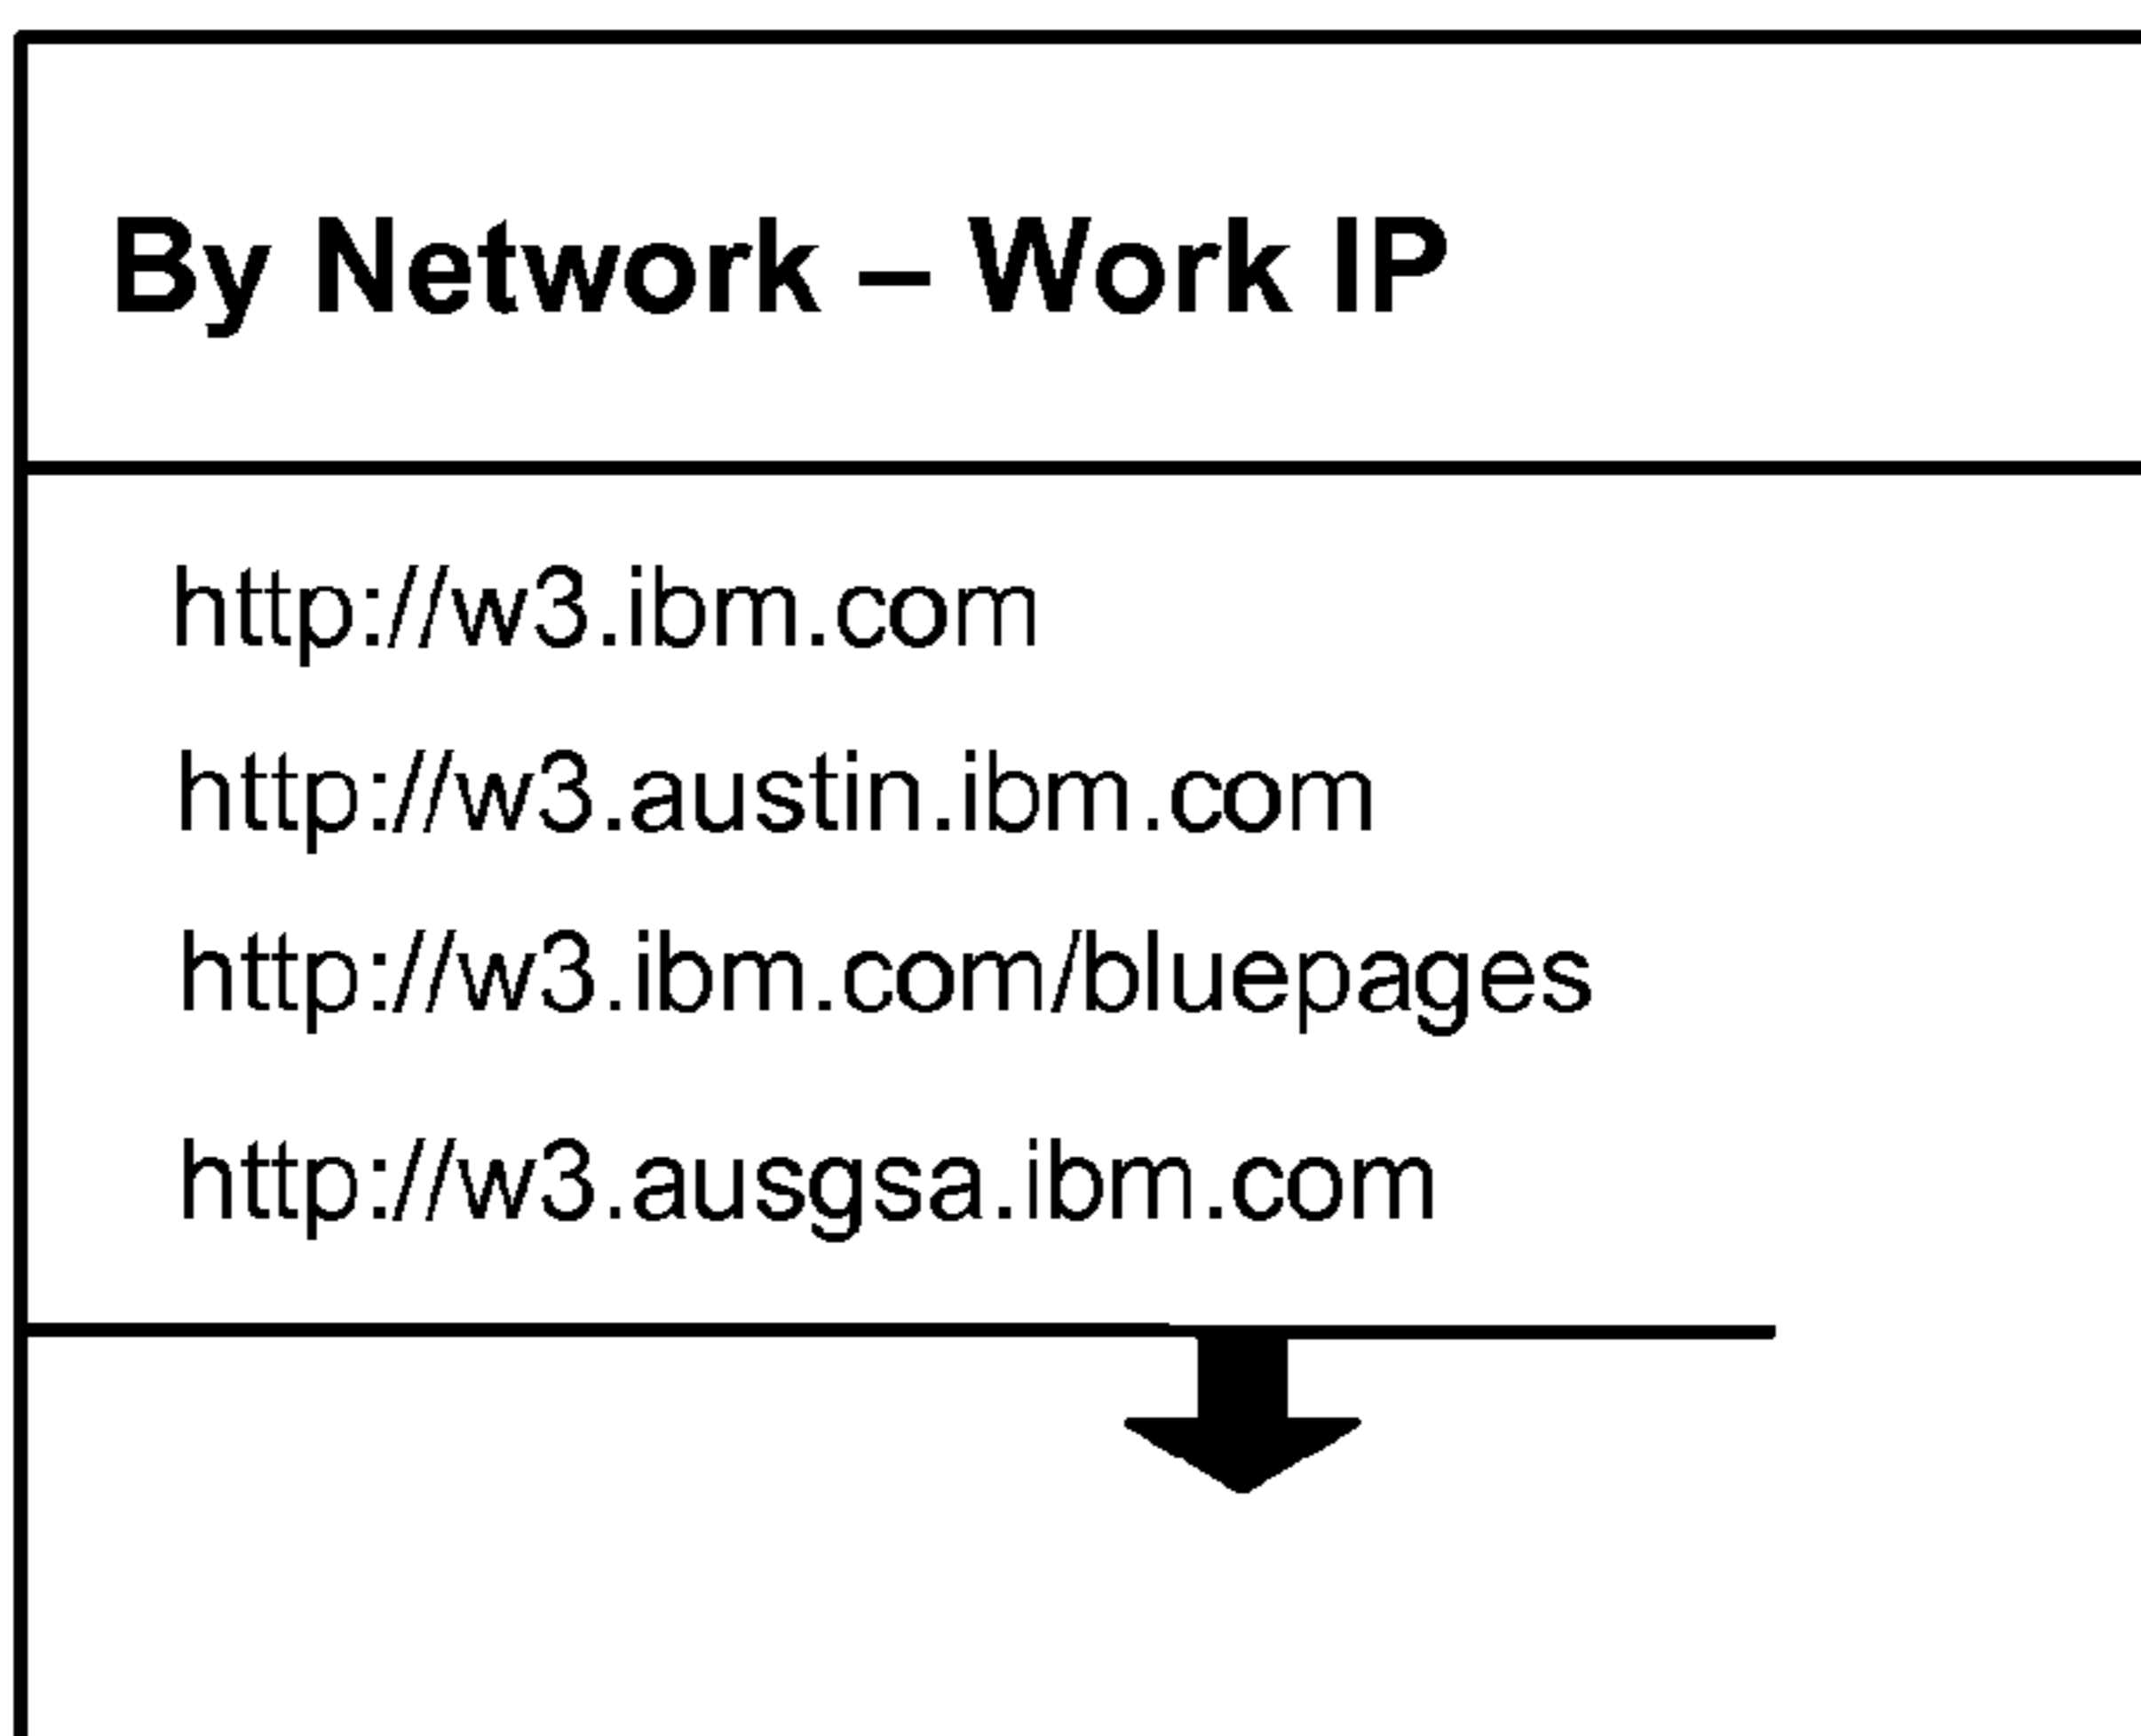 By Network – Work IP
http://w3.ibm.com
http://w3.austin.ibm.com
http://w3.ibm.com/bluepages
http://w3.ausgsa.ibm.com